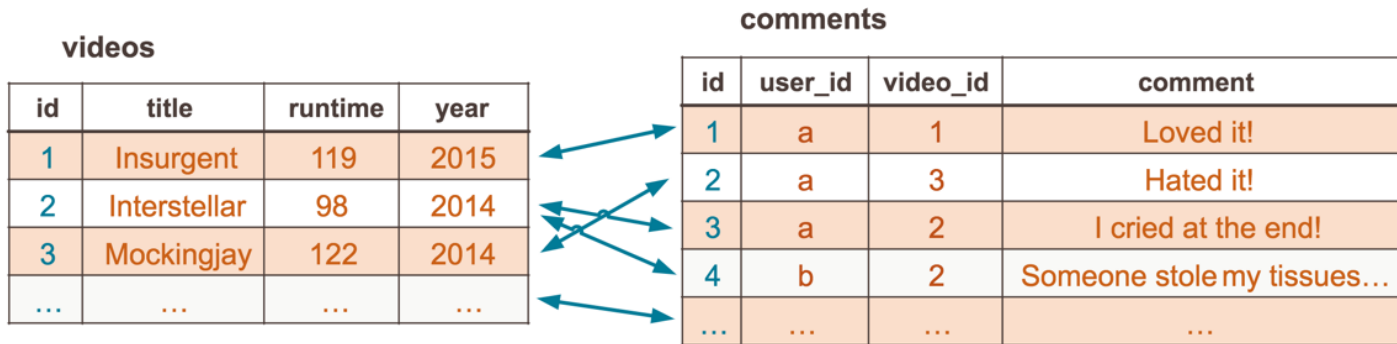 videos
id title runtime year
1 Insurgent 119 2015
2 Interstellar 98 2014
3 Mockingjay 122 2014
… … … …
comments
id user_id video_id comment
1 a 1 Loved it!
2 a 3 Hated it!
3 a 2 I cried at the end!
4 b 2 Someone stole my tissues…
… … … …